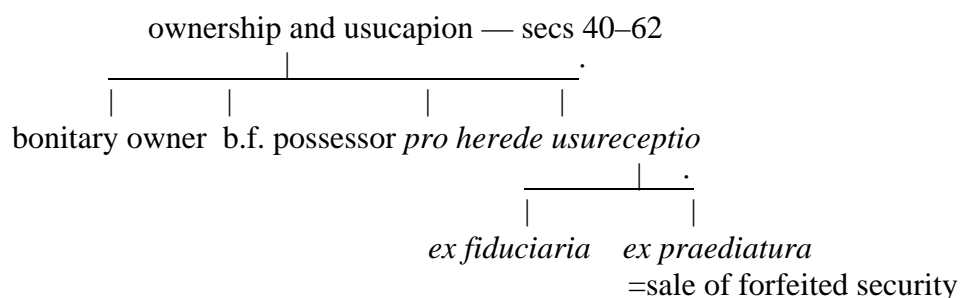 ownership and usucapion — secs 40–62
bonitary owner b.f. possessor pro herede usureceptio
ex fiduciaria ex praediatura
=sale of forfeited security